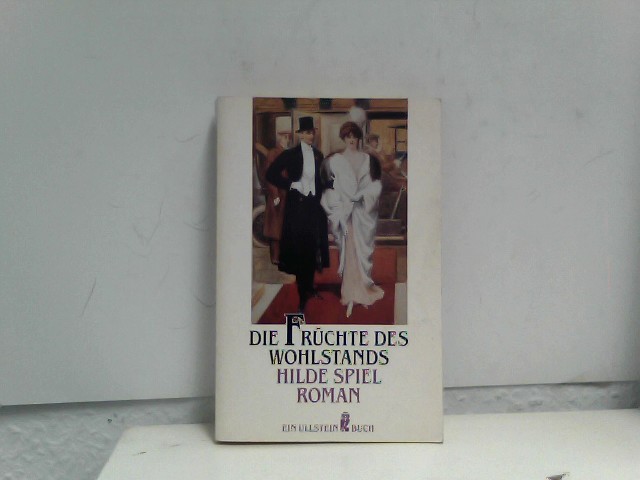 DIE FRÜCHTE DES
WOHLSTANDS
HILDE SPIEL
ROMAN
EIN ULLSTEIN BUCH